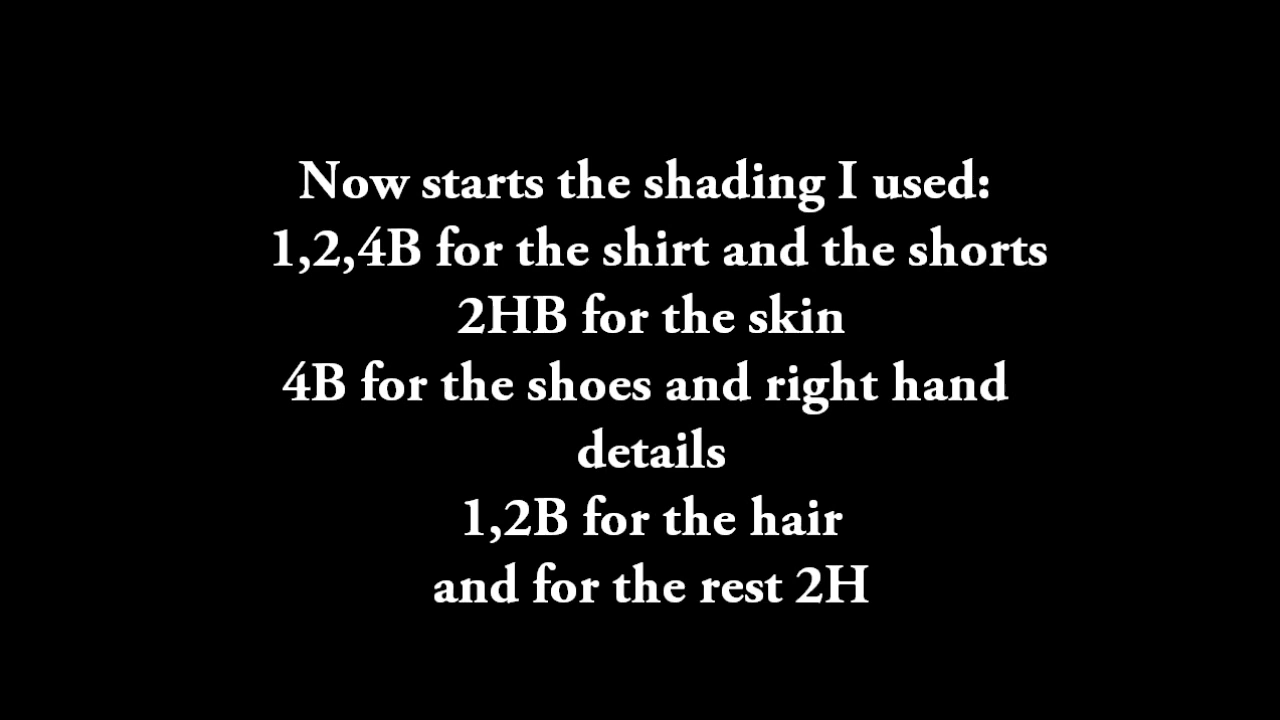 Now starts the shading I used:
1,2,4B for the shirt and the shorts
2HB for the skin
4B for the shoes and right hand
details
1,2B for the hair
and for the rest 2H